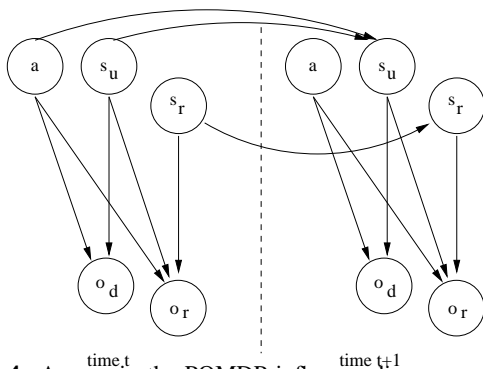 a s_u a s_u
s_r s_r
o_d o_r o_d o_r
time t time t+1